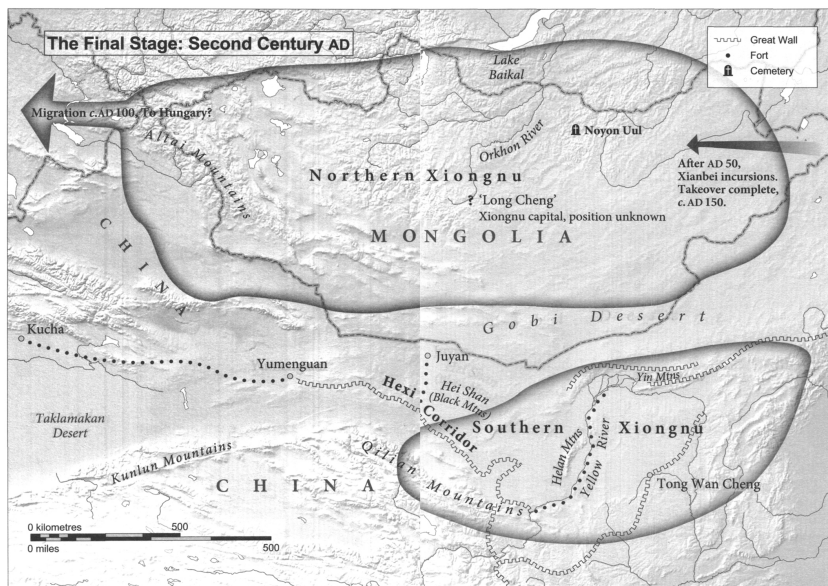 The Final Stage: Second Century AD
Great Wall
Fort
Cemetery
Lake
Baikal
Migration c.AD 100, To Hungary?
Altai Mountains
Orkhon River
Noyon Uul
Northern Xiongnu
After AD 50,
Xianbei incursions.
Takeover complete,
c. AD 150.
? 'Long Cheng'
Xiongnu capital, position unknown
MONGOLIA
CHINA
Gobi Desert
Kucha
Yumenguan
Juyan
Hei Shan
(Black Mtns)
Hexi Corridor
Yin Mtns
Southern Xiongnu
Taklamakan
Desert
Helan Mtns
Yellow River
Kunlun Mountains
Qilian Mountains
CHINA
Tong Wan Cheng
0 kilometres 500
0 miles 500